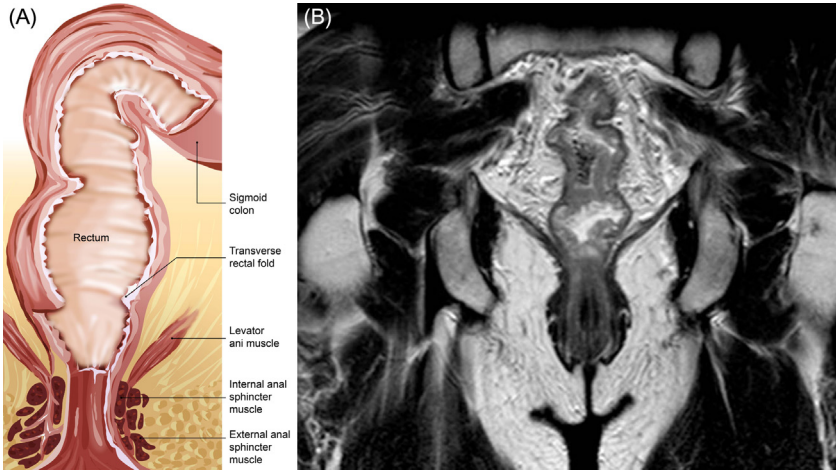 (A)
(B)
Sigmoid
colon
Rectum
Transverse
rectal fold
Levator
ani muscle
Internal anal
sphincter
muscle
External anal
sphincter
muscle